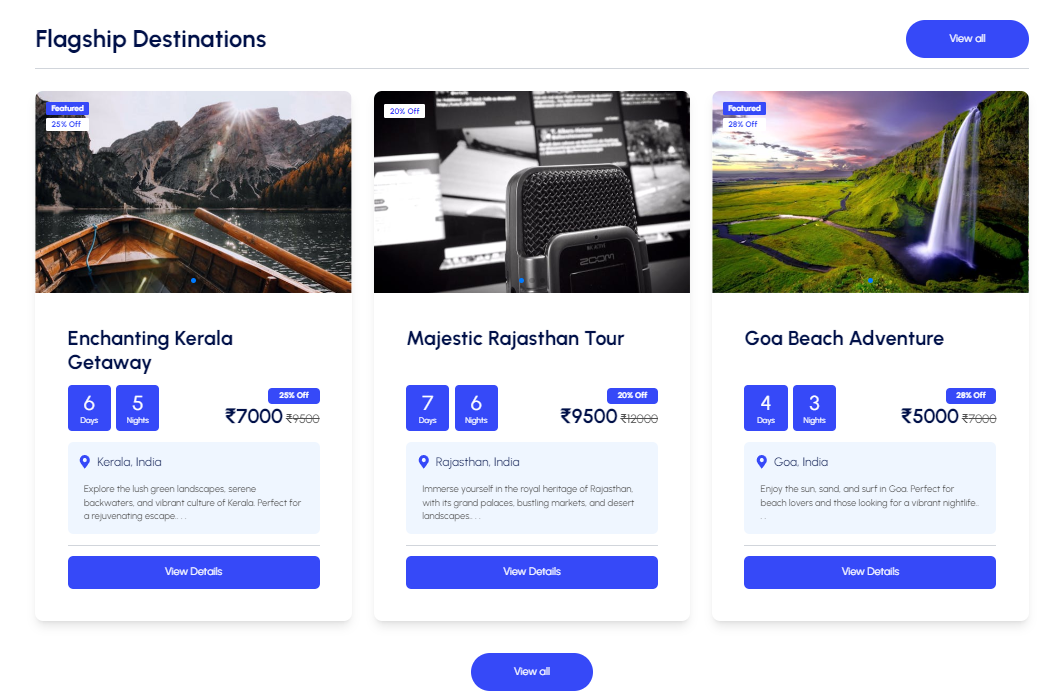 Flagship Destinations
View all
Featured
25% Off
Enchanting Kerala
Getaway
6
Days
5
Nights
25% Off
₹7000 ₹9500
Kerala, India
Explore the lush green landscapes, serene
backwaters, and vibrant culture of Kerala. Perfect for
a rejuvenating escape. . . .
View Details
20% Off
zoom
Majestic Rajasthan Tour
7
Days
6
Nights
20% Off
₹9500 ₹12000
Rajasthan, India
Immerse yourself in the royal heritage of Rajasthan,
with its grand palaces, bustling markets, and desert
landscapes. . . .
View Details
Featured
28% Off
Goa Beach Adventure
4
Days
3
Nights
28% Off
₹5000 ₹7000
Goa, India
Enjoy the sun, sand, and surf in Goa. Perfect for
beach lovers and those looking for a vibrant nightlife. .
. .
View Details
View all